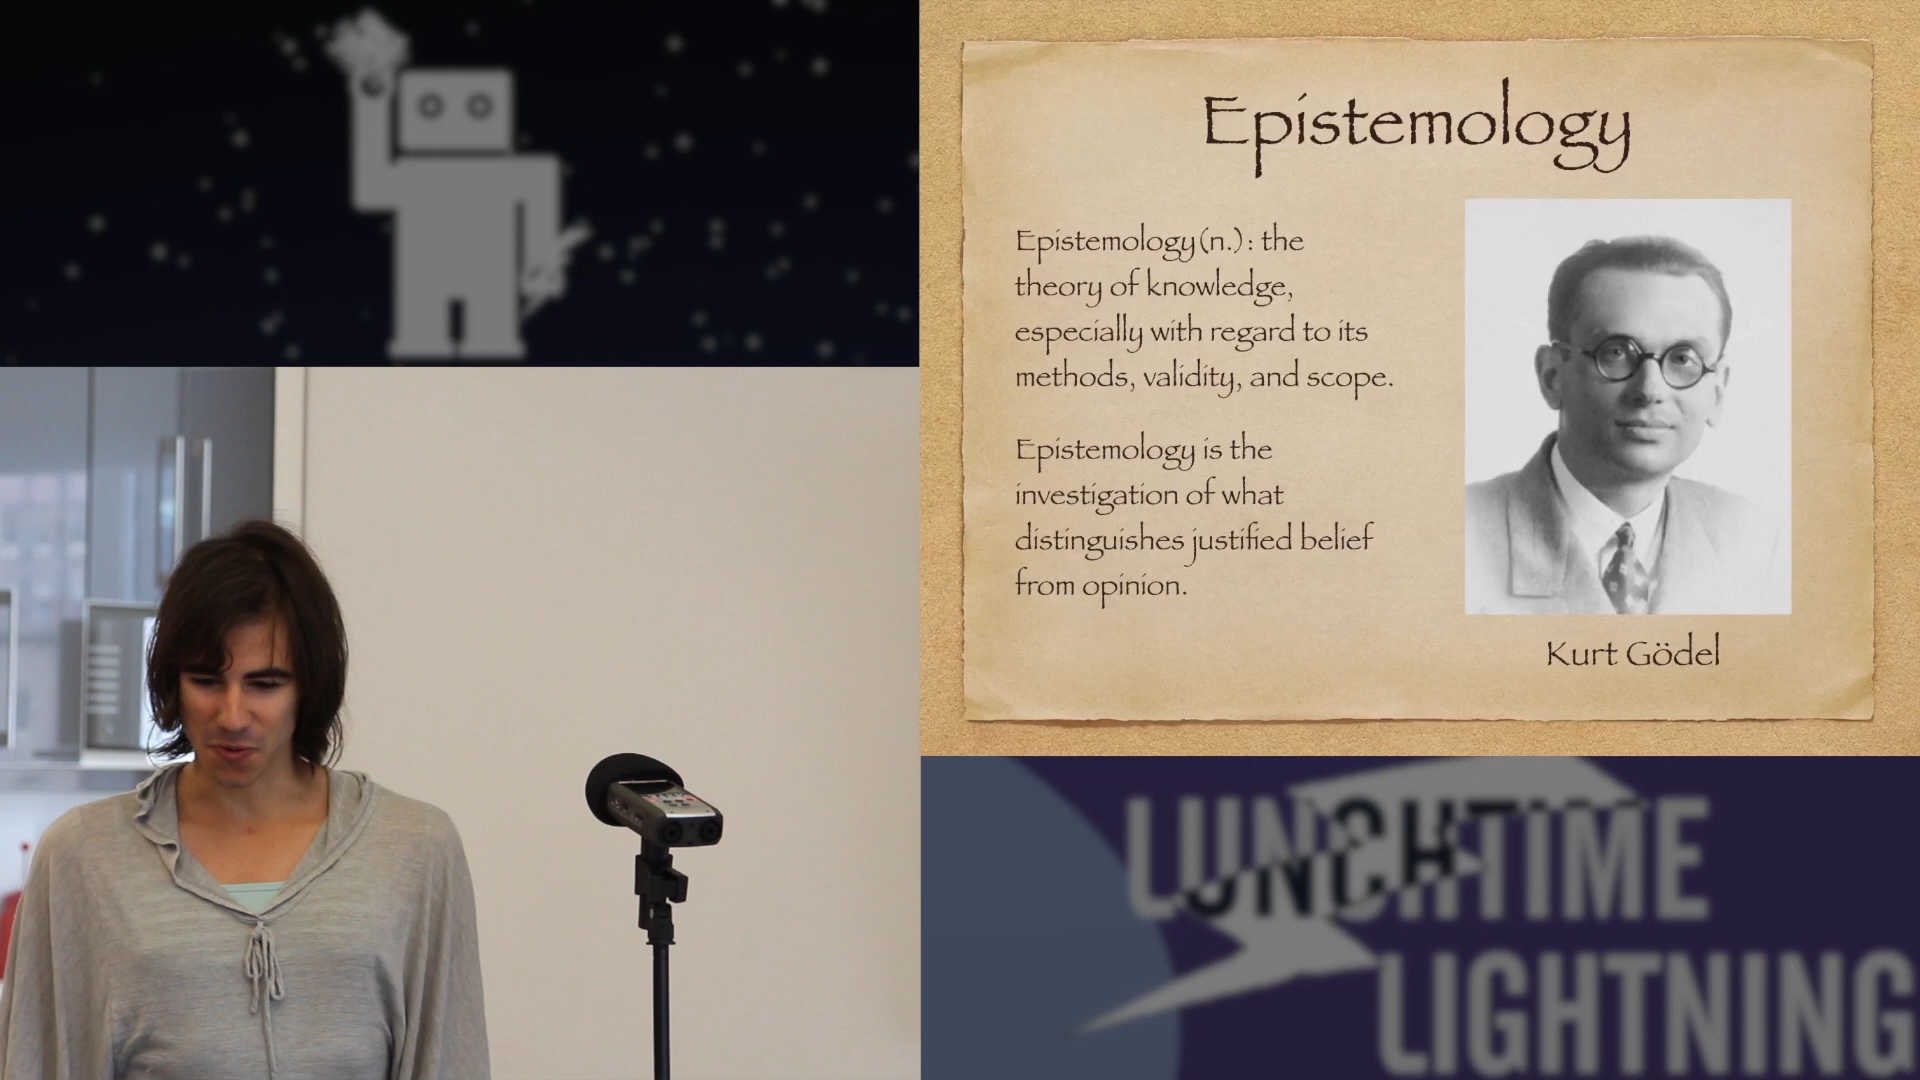 Epistemology
Epistemology (n.): the
theory of knowledge,
especially with regard to its
methods, validity, and scope.
Epistemology is the
investigation of what
distinguishes justified belief
from opinion.
Kurt Gödel
LUNCHTIME
LIGHTNING